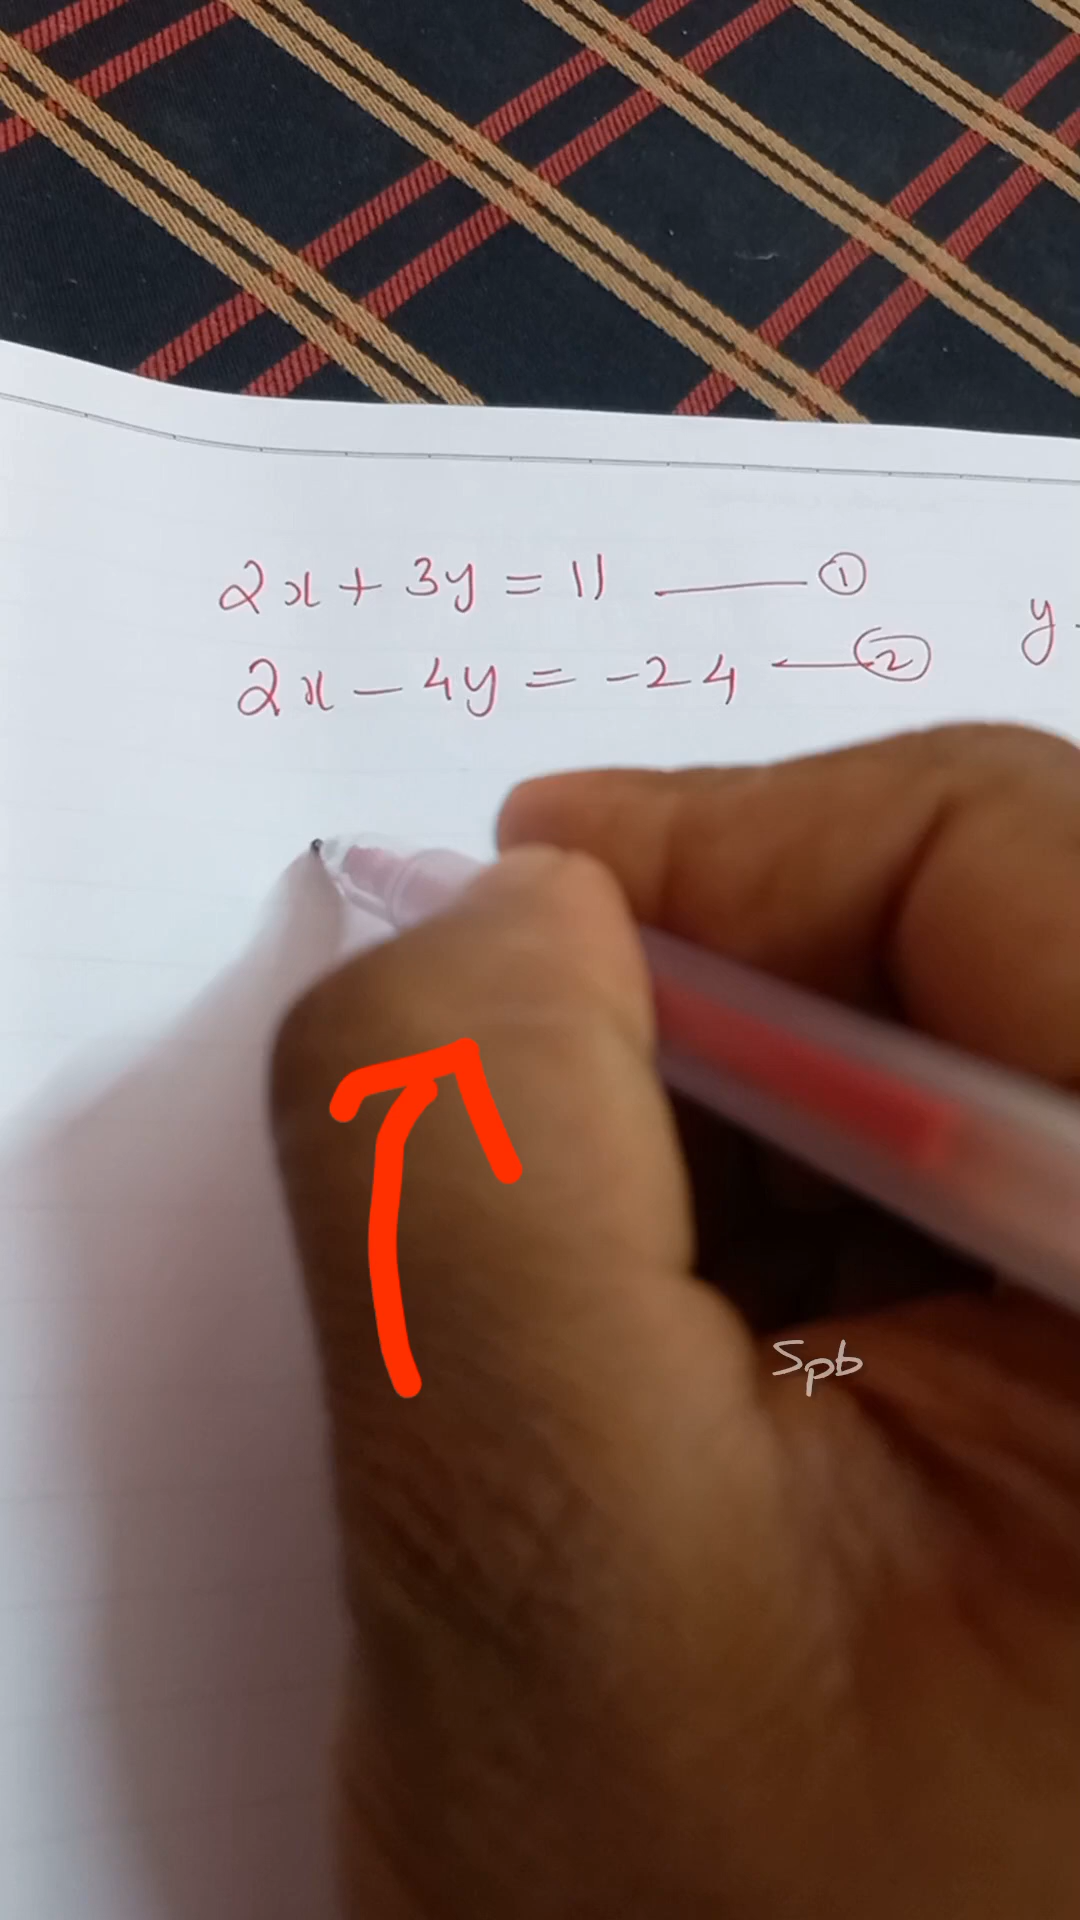 2x + 3y = 11 —— ①
2x - 4y = -24 —— ②
y
Spb